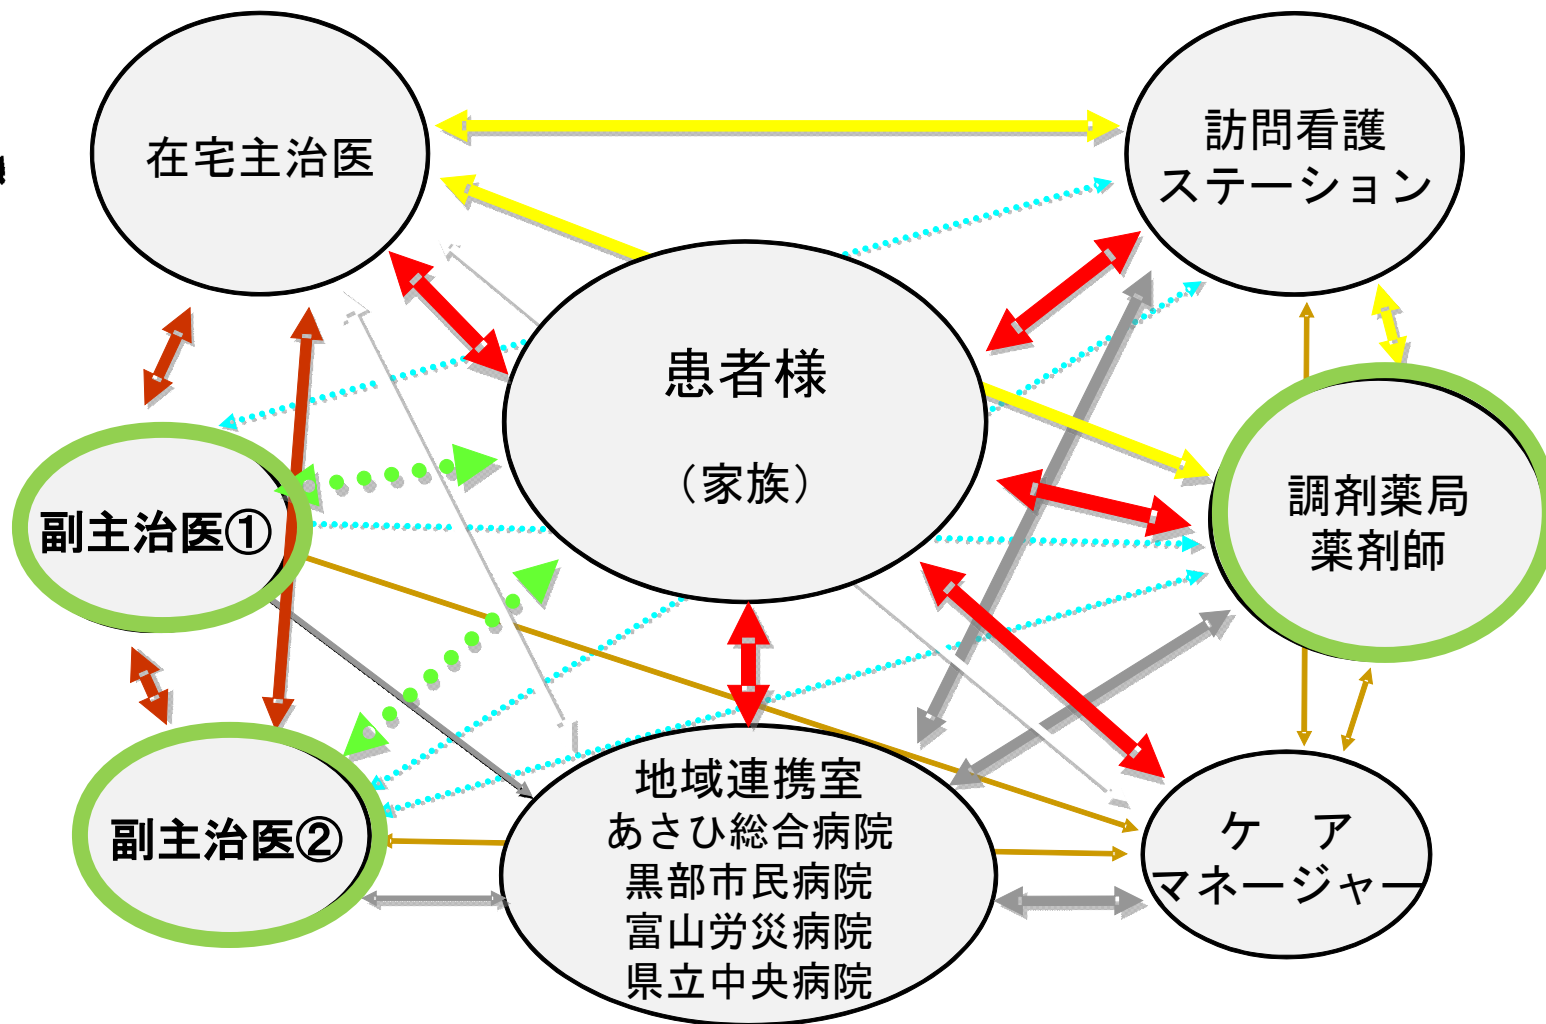 在宅主治医
訪問看護
ステーション
患者様
（家族）
調剤薬局
薬剤師
副主治医①
副主治医②
地域連携室
あさひ総合病院
黒部市民病院
富山労災病院
県立中央病院
ケ　ア
マネージャー